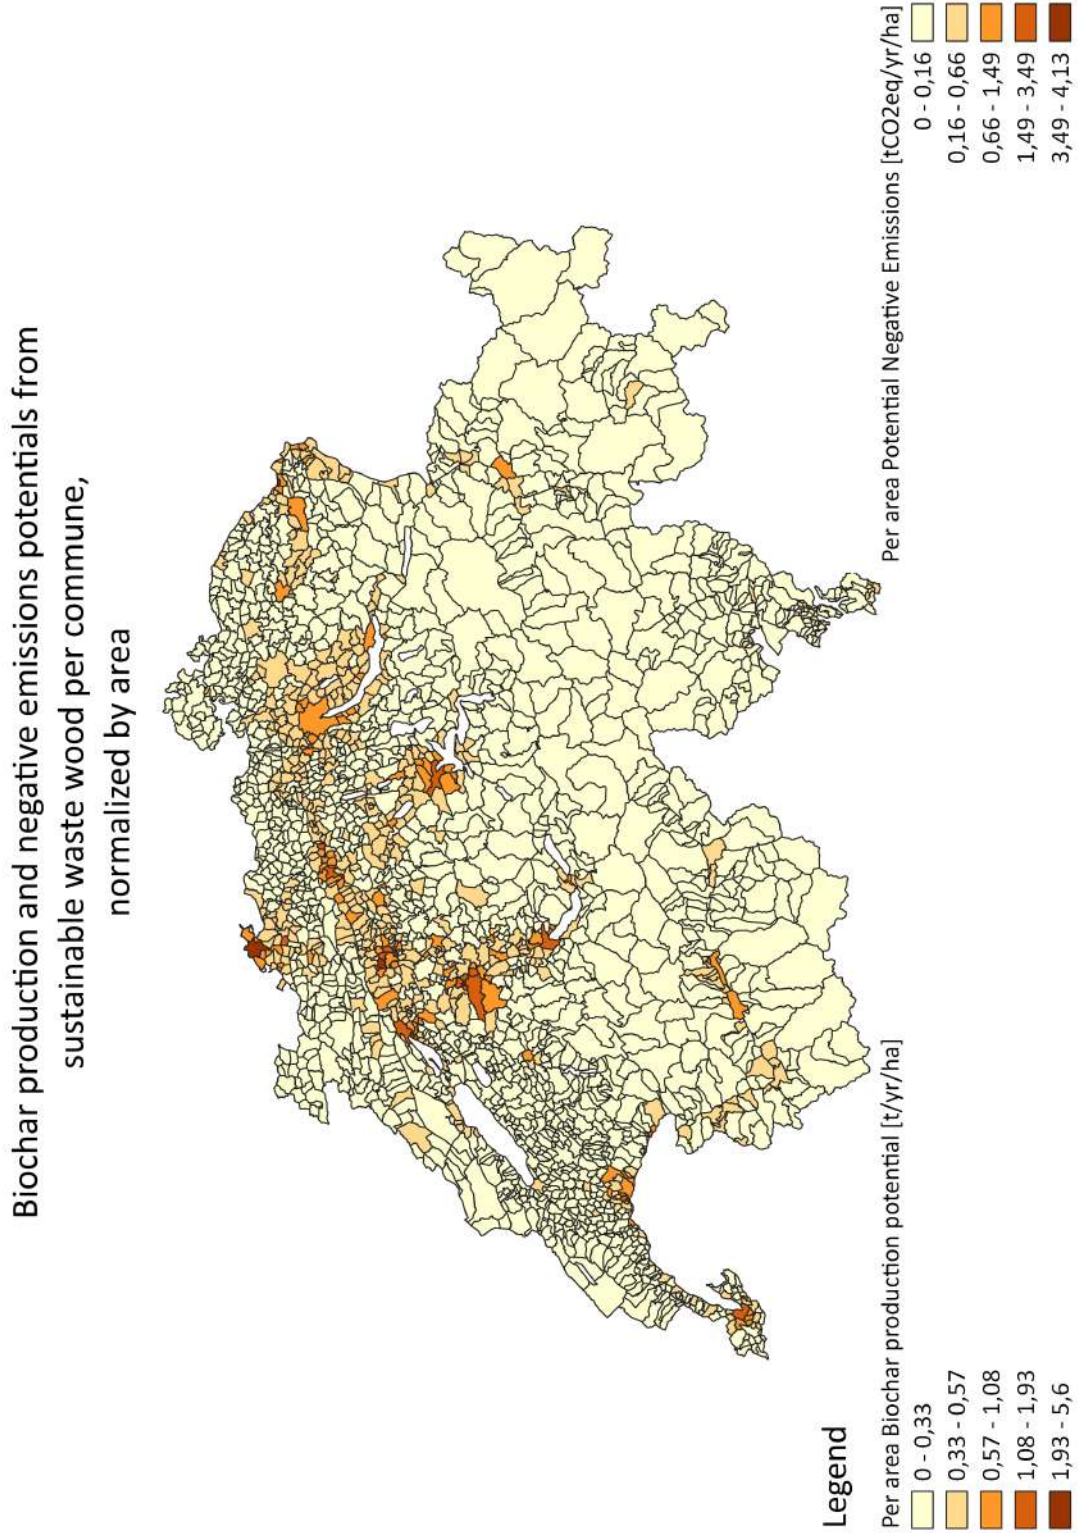 Biochar production and negative emissions potentials from
sustainable waste wood per commune,
normalized by area
Legend
Per area Biochar production potential [t/yr/ha]
0 - 0,33
0,33 - 0,57
0,57 - 1,08
1,08 - 1,93
1,93 - 5,6
Per area Potential Negative Emissions [tCO2eq/yr/ha]
0 - 0,16
0,16 - 0,66
0,66 - 1,49
1,49 - 3,49
3,49 - 4,13